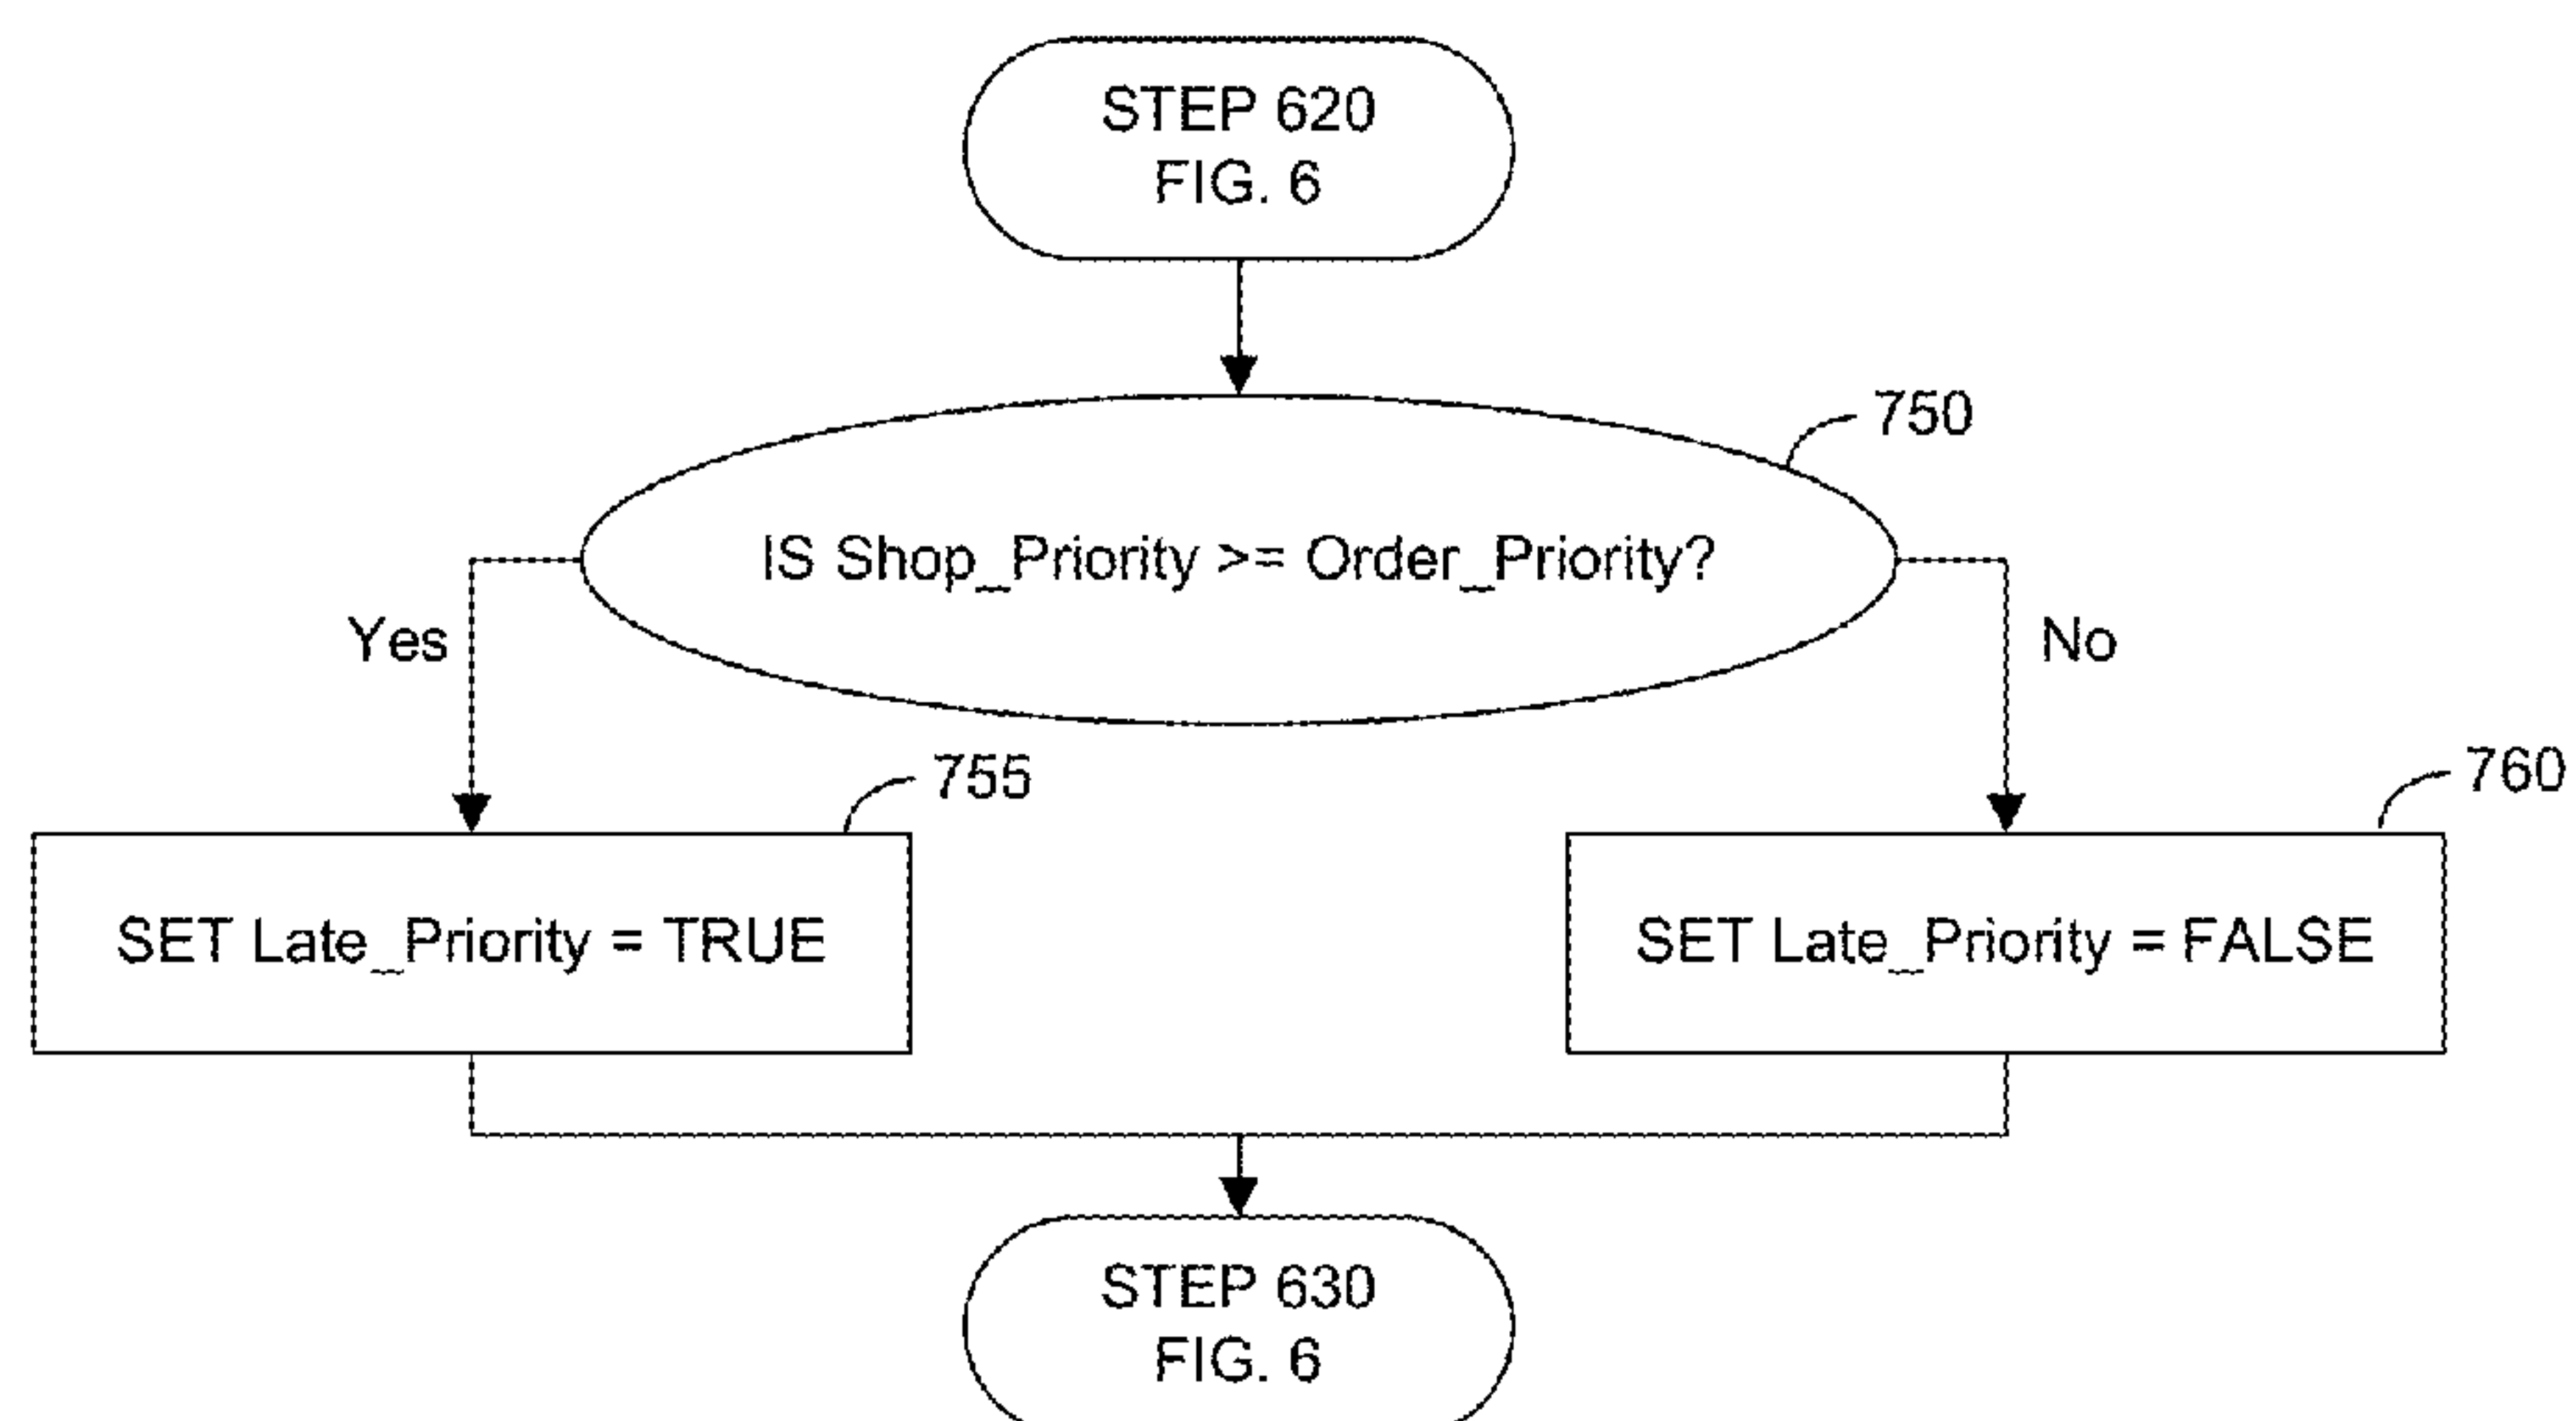 STEP 620
FIG. 6
750
IS Shop_Priority >= Order_Priority?
Yes
No
755
760
SET Late_Priority = TRUE
SET Late_Priority = FALSE
STEP 630
FIG. 6